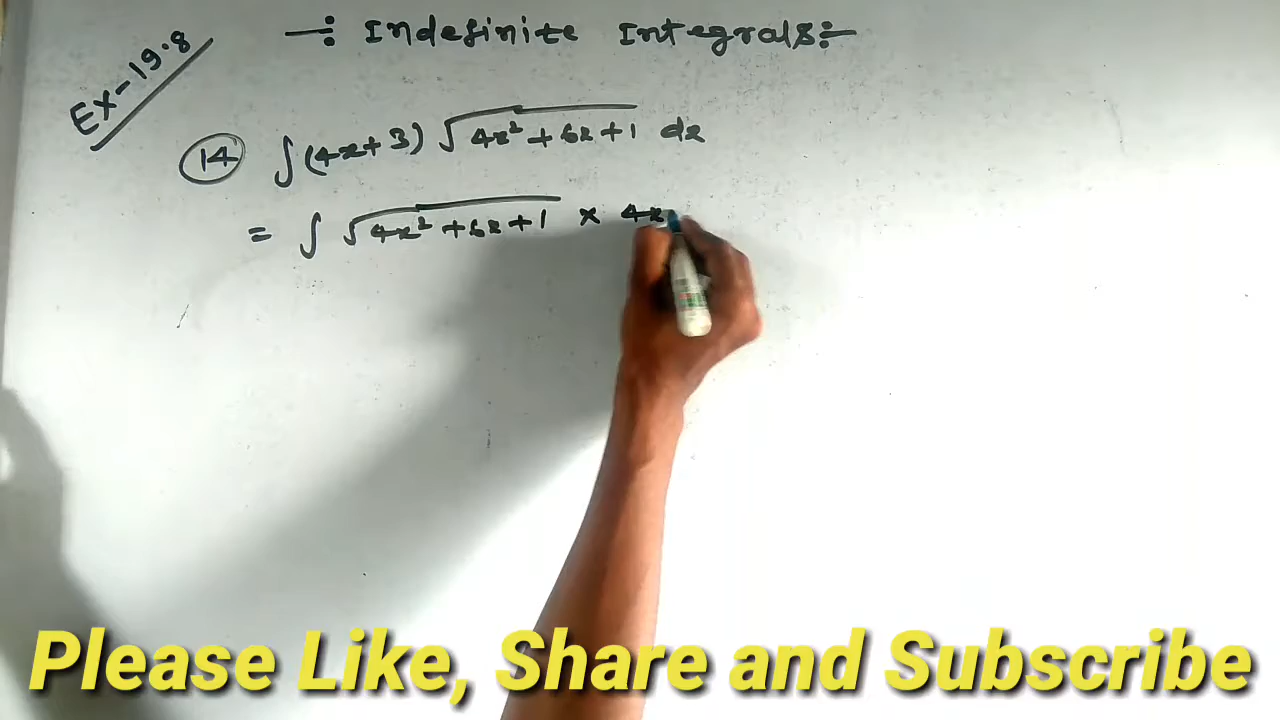 -: Indefinite Integrals:-
Ex-19.8
14 ∫(4x+3) √4x²+6x+1 dx
= ∫ √4x²+6x+1 × 4x
Please Like, Share and Subscribe